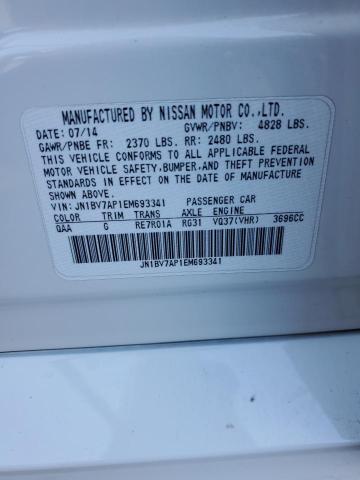 MANUFACTURED BY NISSAN MOTOR CO.,LTD.
DATE: 07/14 GVWR/PNBV: 4828 LBS.
GAWR/PNBE FR: 2370 LBS. RR: 2480 LBS.
THIS VEHICLE CONFORMS TO ALL APPLICABLE FEDERAL
MOTOR VEHICLE SAFETY,BUMPER,AND THEFT PREVENTION
STANDARDS IN EFFECT ON THE DATE OF MANUFACTURE
SHOWN ABOVE.
VIN: JN1BV7AP1EM693341 PASSENGER CAR
COLOR TRIM TRANS AXLE ENGINE
QAA G RE7R01A RG31 VQ37(VHR) 3696CC
JN1BV7AP1EM693341